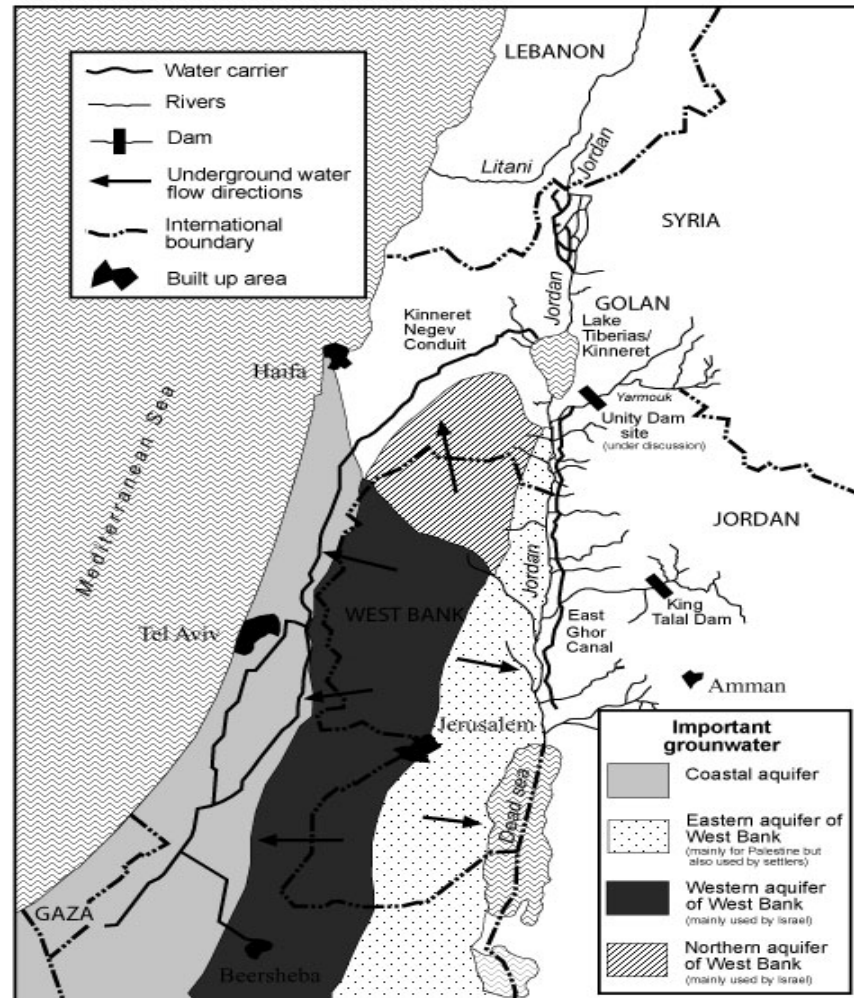 Water carrier
Rivers
Dam
Underground water
flow directions
International
boundary
Built up area
LEBANON
Litani
Jordan
SYRIA
Jordan
GOLAN
Kinneret
Negev
Conduit
Lake
Tiberias/
Kinneret
Haifa
Yarmouk
Unity Dam
site
(under discussion)
Mediterranean Sea
JORDAN
Jordan
WEST BANK
Tel Aviv
East
Ghor
Canal
King
Talal Dam
Amman
Jerusalem
Dead sea
GAZA
Beersheba
Important
grounwater
Coastal aquifer
Eastern aquifer of
West Bank
(mainly for Palestine but
also used by settlers)
Western aquifer
of West Bank
(mainly used by Israel)
Northern aquifer
of West Bank
(mainly used by Israel)